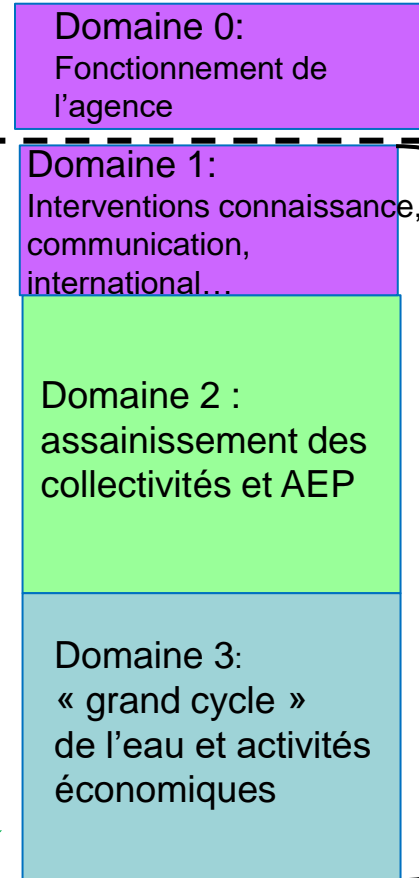 Domaine 0:
Fonctionnement de
l’agence
Domaine 1:
Interventions connaissance,
communication,
international…
Domaine 2 :
assainissement des
collectivités et AEP
Domaine 3:
« grand cycle »
de l’eau et activités
économiques